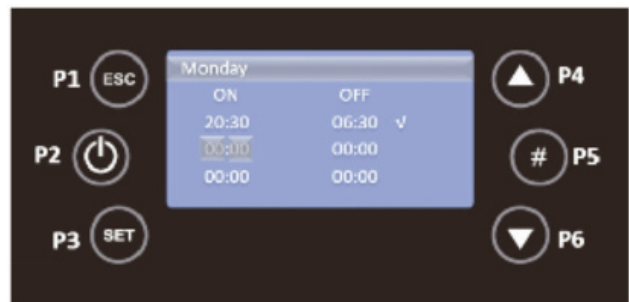 Monday
P1 ESC
P4
ON OFF
20:30 06:30 √
P2 00:00 00:00 # P5
00:00 00:00
P3 SET
P6